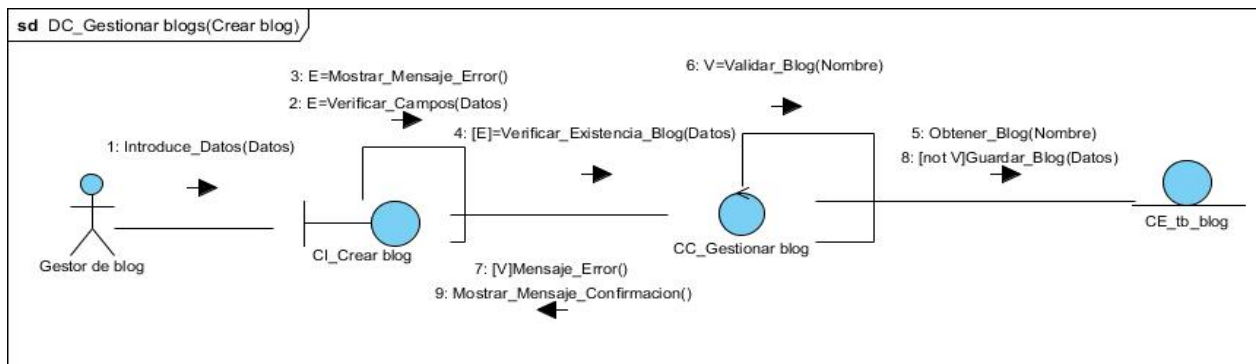 sd DC_Gestionar blogs(Crear blog)
3: E=Mostrar_Mensaje_Error()
2: E=Verificar_Campos(Datos)
1: Introduce_Datos(Datos)
4: [E]=Verificar_Existencia_Blog(Datos)
6: V=Validar_Blog(Nombre)
5: Obtener_Blog(Nombre)
8: [not V]Guardar_Blog(Datos)
Gestor de blog
CI_Crear blog
CC_Gestionar blog
CE_tb_blog
7: [V]Mensaje_Error()
9: Mostrar_Mensaje_Confirmacion()